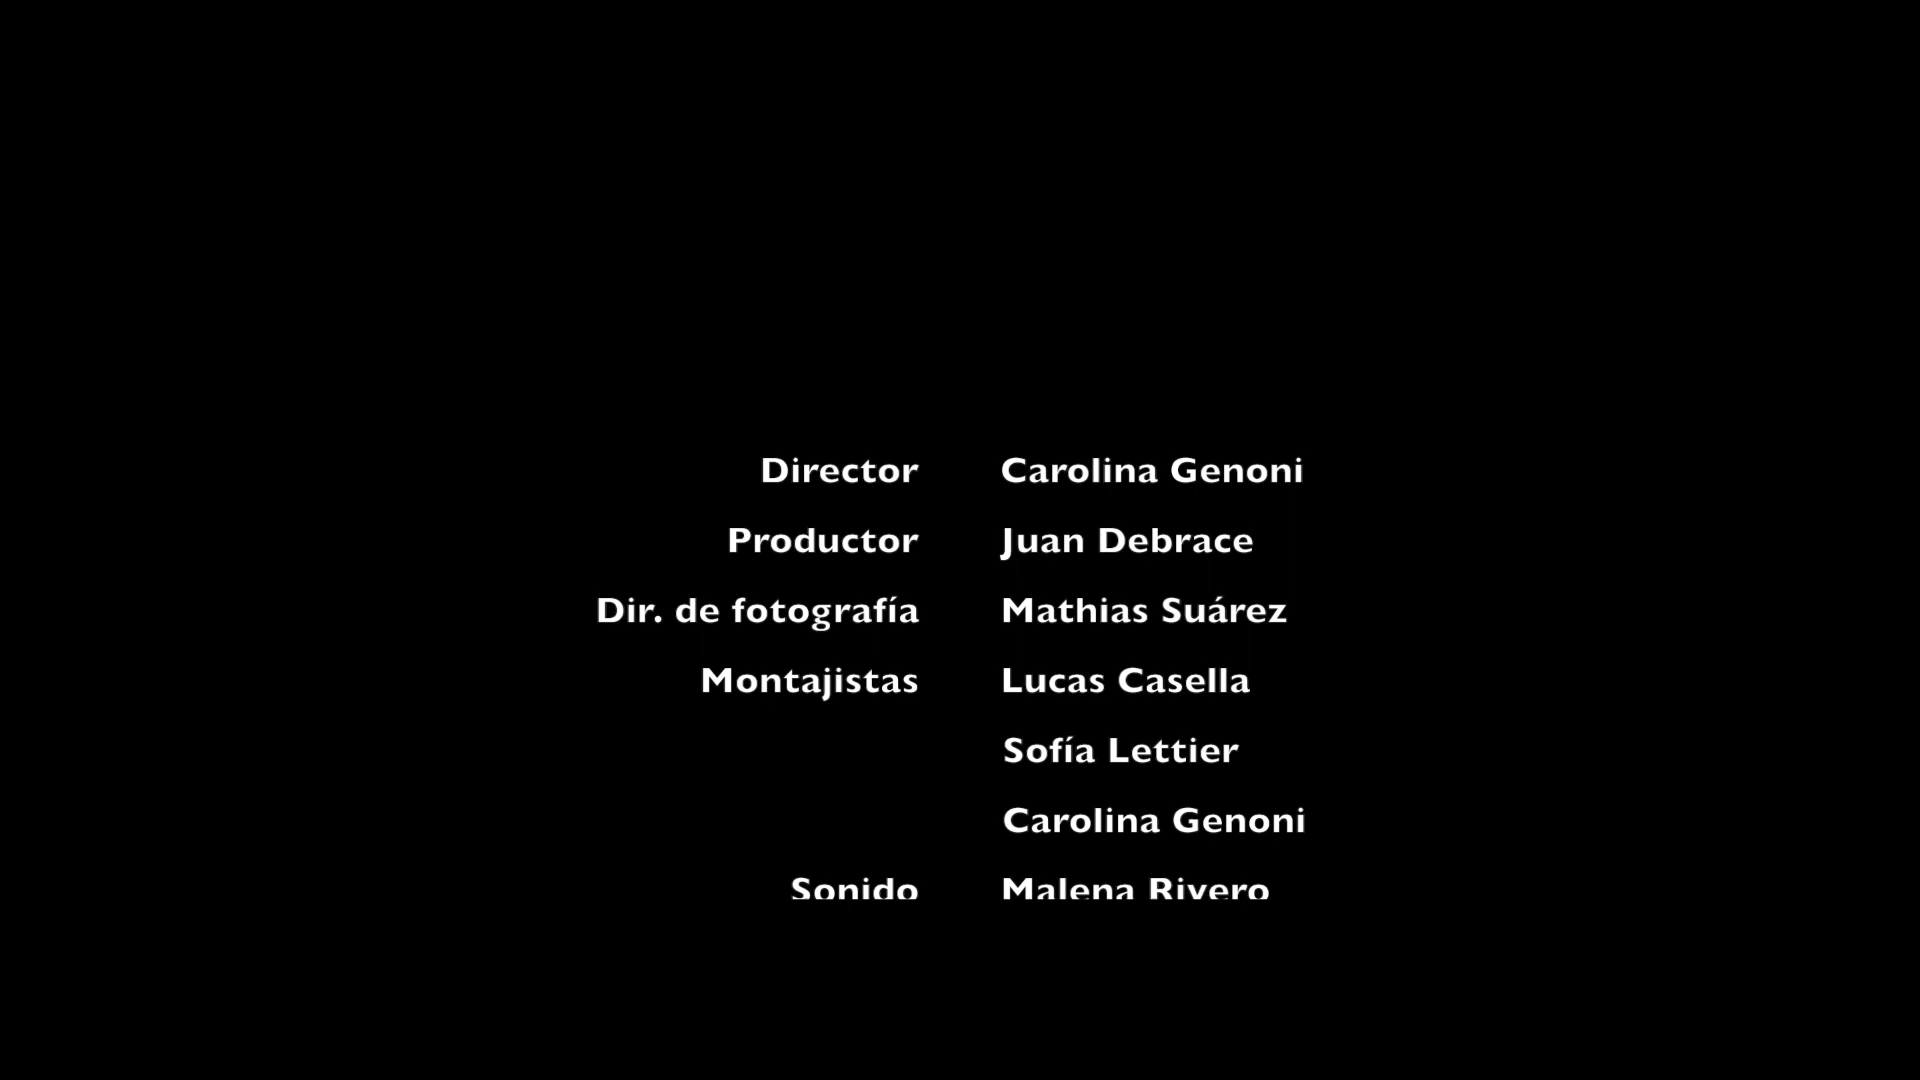 Director Carolina Genoni
Productor Juan Debrace
Dir. de fotografía Mathias Suárez
Montajistas Lucas Casella
Sofía Lettier
Carolina Genoni
Sonido Malena Rivero